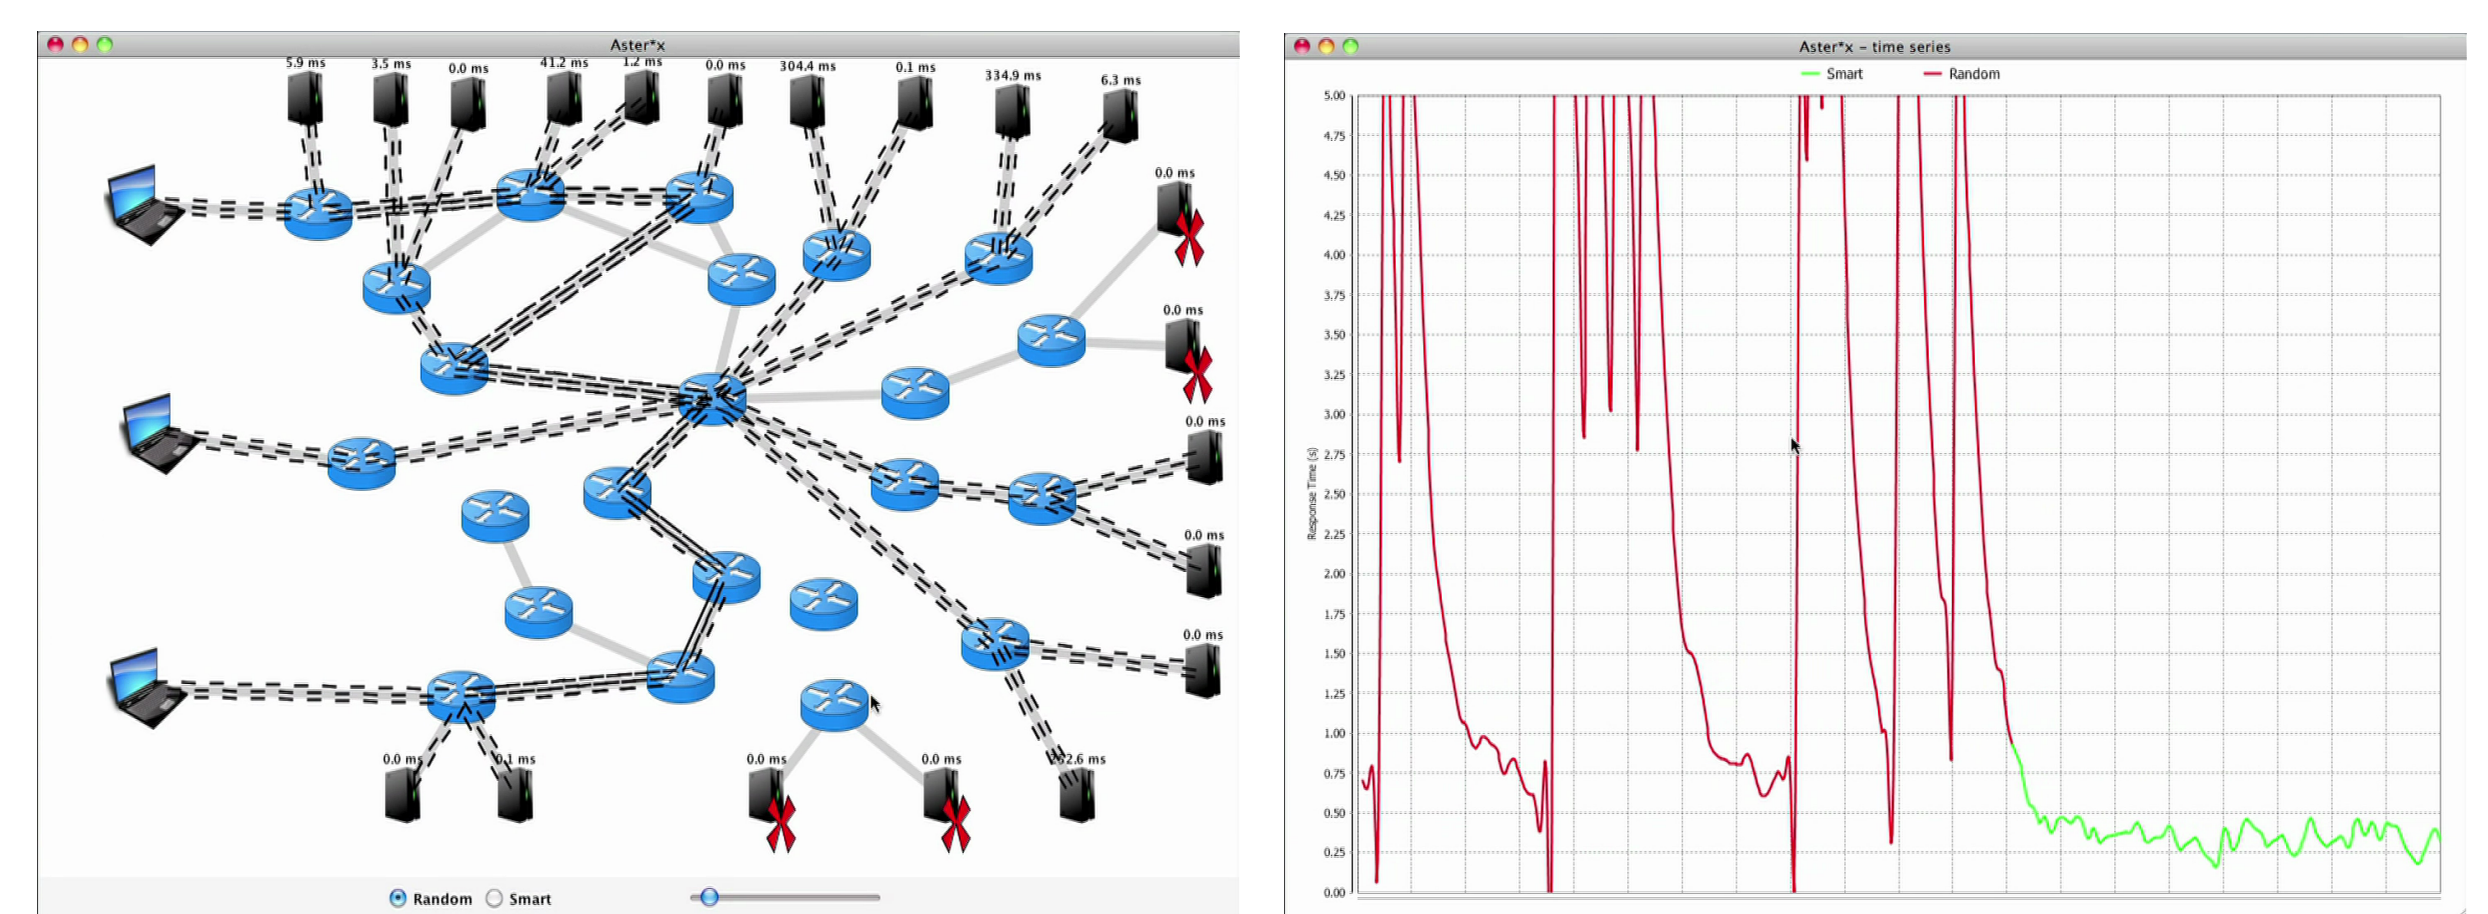 Aster*x
5.9 ms
3.5 ms
0.0 ms
41.2 ms
1.2 ms
0.0 ms
304.4 ms
0.1 ms
334.9 ms
6.3 ms
0.0 ms
0.0 ms
0.0 ms
0.0 ms
0.0 ms
0.0 ms
0.1 ms
0.0 ms
0.0 ms
232.6 ms
Random
Smart
Aster*x – time series
Smart
Random
5.00
4.75
4.50
4.25
4.00
3.75
3.50
3.25
3.00
2.75
2.50
2.25
2.00
1.75
1.50
1.25
1.00
0.75
0.50
0.25
0.00
Response Time (s)